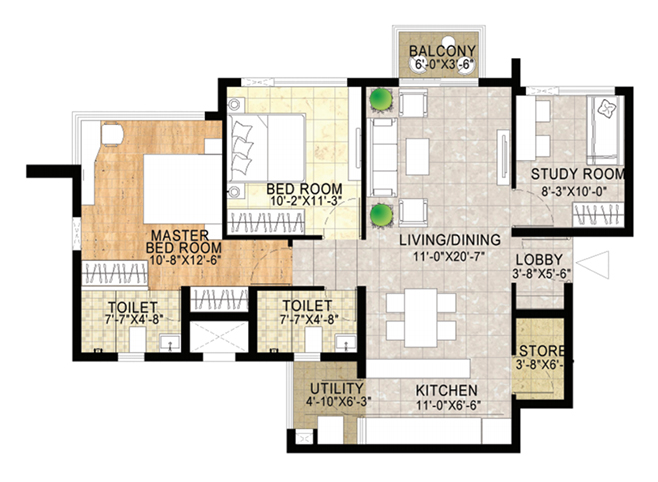 BALCONY
6'-0"X3'-6"
BED ROOM
10'-2"X11'-3"
STUDY ROOM
8'-3"X10'-0"
MASTER
BED ROOM
10'-8"X12'-6"
LIVING/DINING
11'-0"X20'-7"
LOBBY
3'-8"X5'-6"
TOILET
7'-7"X4'-8"
TOILET
7'-7"X4'-8"
STORE
3'-8"X6'-
UTILITY
4'-10"X6'-3"
KITCHEN
11'-0"X6'-6"